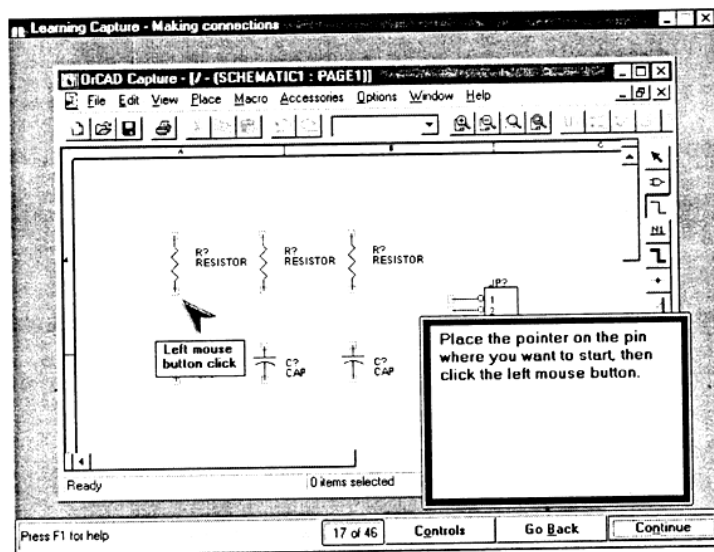 Learning Capture - Making connections
OrCAD Capture - [/ - (SCHEMATIC1 : PAGE1)]
File Edit View Place Macro Accessories Options Window Help
A B C
R?
RESISTOR
R?
RESISTOR
R?
RESISTOR
N1
JP?
1
2
Left mouse
button click
C?
CAP
C?
CAP
Place the pointer on the pin
where you want to start, then
click the left mouse button.
Ready 0 items selected
Press F1 for help 17 of 46 Controls Go Back Continue